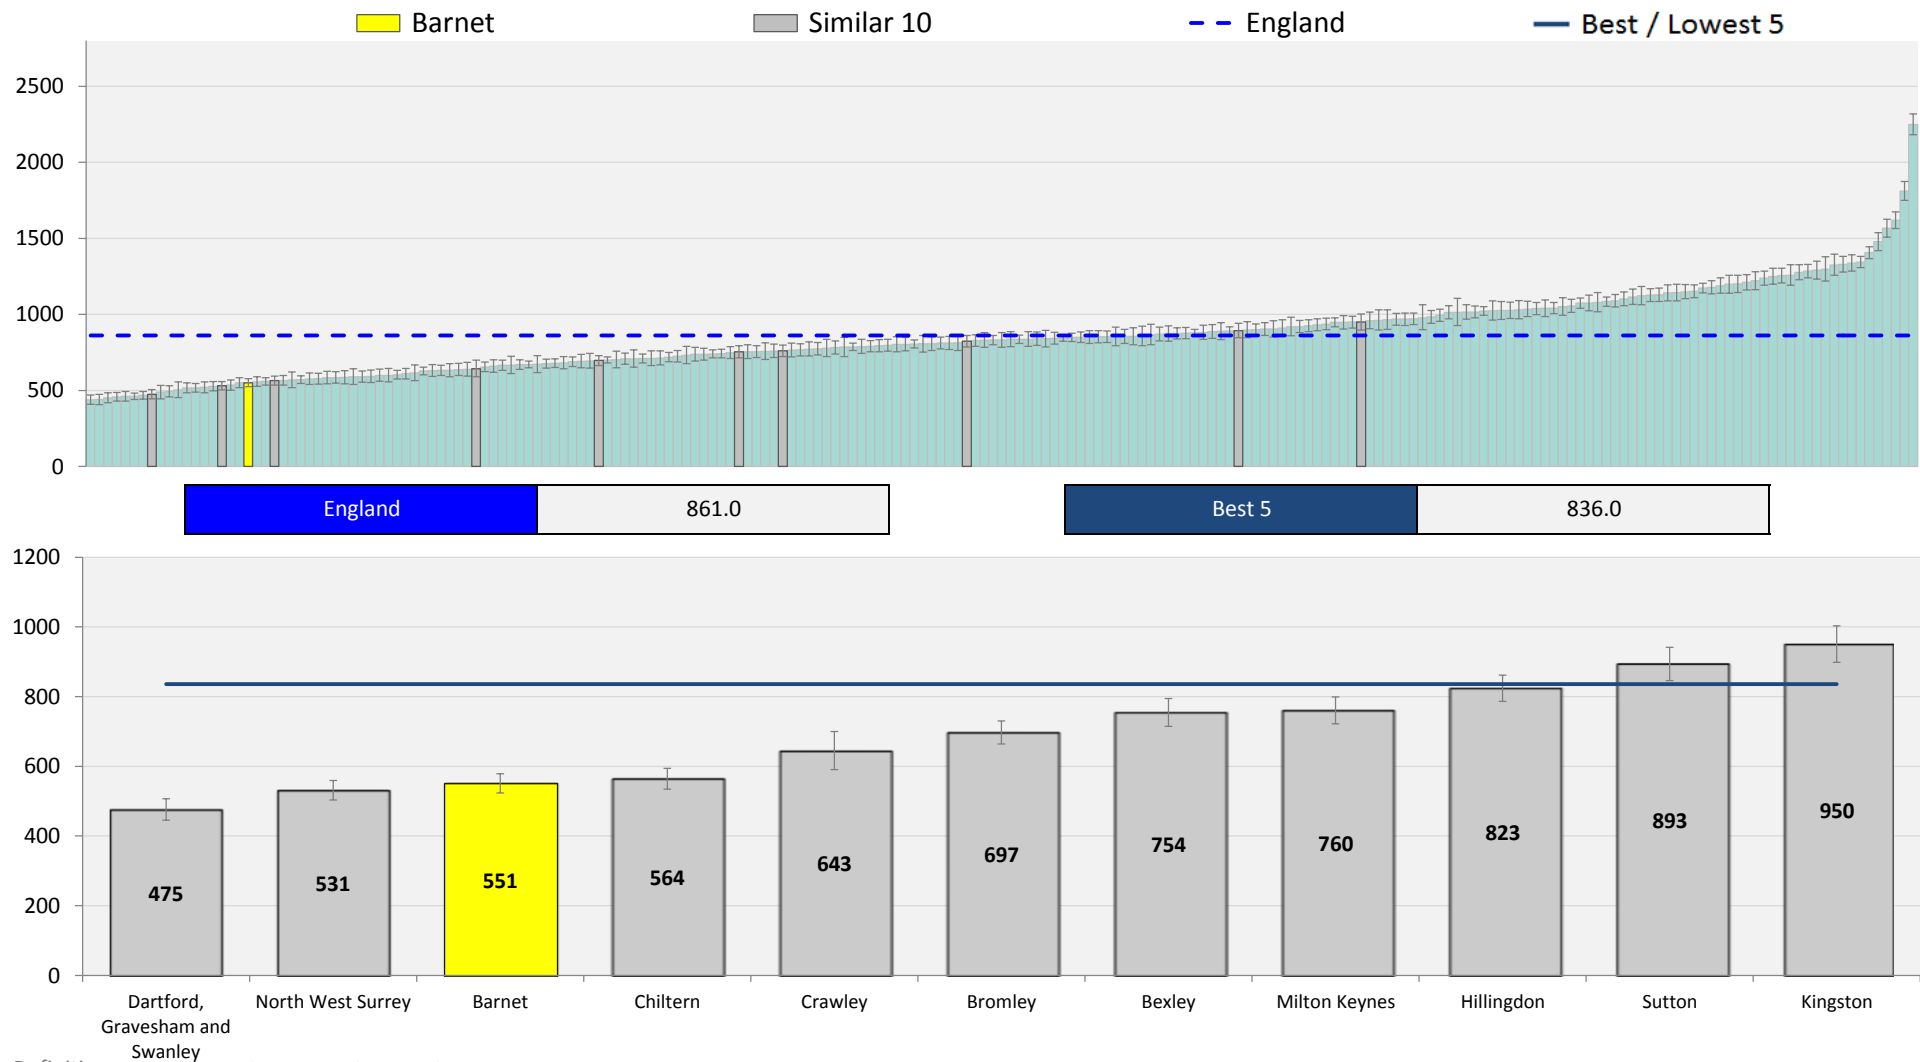 Barnet
Similar 10
England
Best / Lowest 5
2500
2000
1500
1000
500
0
England
861.0
Best 5
836.0
1200
1000
800
600
400
200
0
475
531
551
564
643
697
754
760
823
893
950
Dartford,
Gravesham and
Swanley
North West Surrey
Barnet
Chiltern
Crawley
Bromley
Bexley
Milton Keynes
Hillingdon
Sutton
Kingston